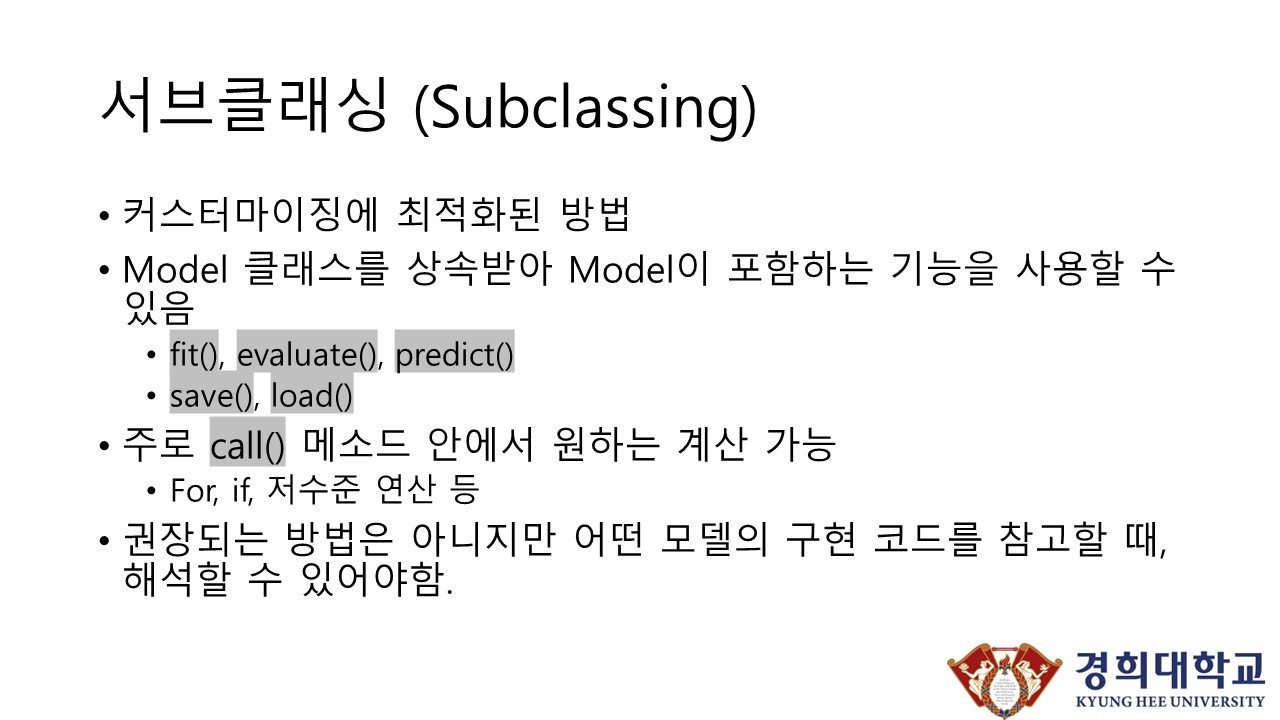 서브클래싱 (Subclassing)
• 커스터마이징에 최적화된 방법
• Model 클래스를 상속받아 Model이 포함하는 기능을 사용할 수
있음
• fit(), evaluate(), predict()
• save(), load()
• 주로 call() 메소드 안에서 원하는 계산 가능
• For, if, 저수준 연산 등
• 권장되는 방법은 아니지만 어떤 모델의 구현 코드를 참고할 때,
해석할 수 있어야함.
경희대학교
KYUNG HEE UNIVERSITY